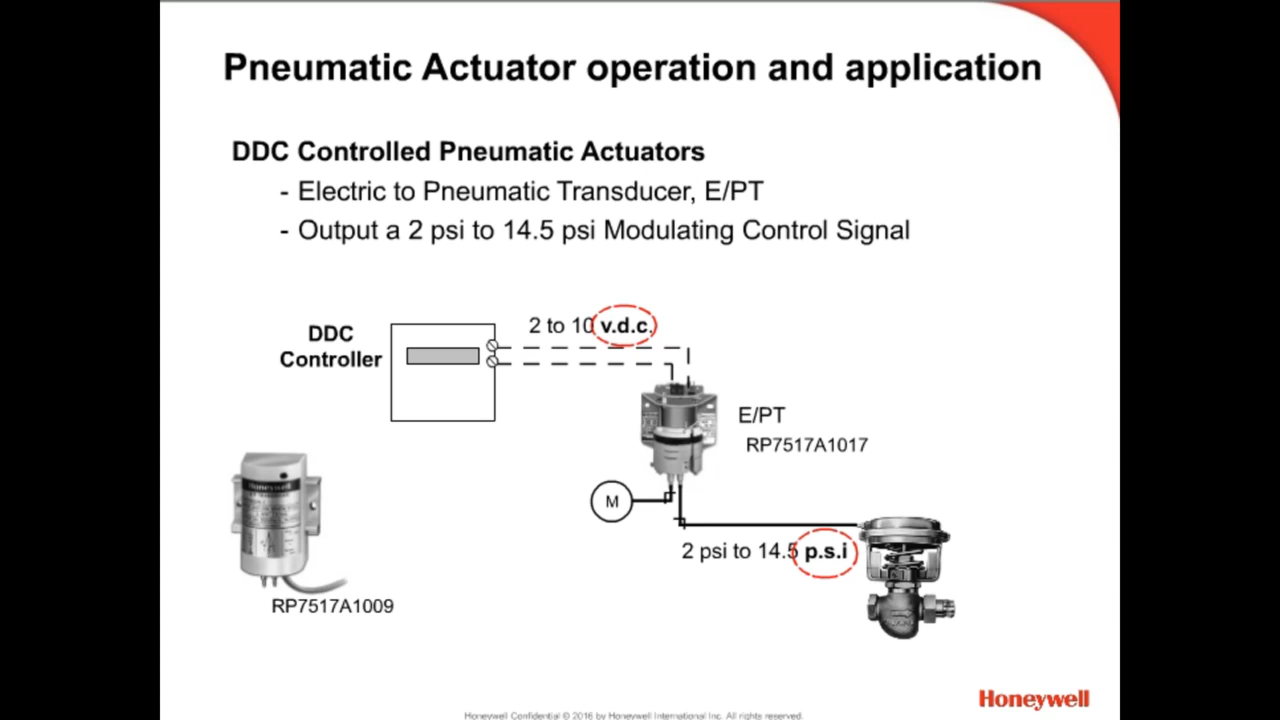 Pneumatic Actuator operation and application
DDC Controlled Pneumatic Actuators
- Electric to Pneumatic Transducer, E/PT
- Output a 2 psi to 14.5 psi Modulating Control Signal
2 to 10 v.d.c.
DDC
Controller
E/PT
RP7517A1017
Honeywell
M
2 psi to 14.5 p.s.i
RP7517A1009
Honeywell
Honeywell Confidential © 2016 by Honeywell International Inc. All rights reserved.